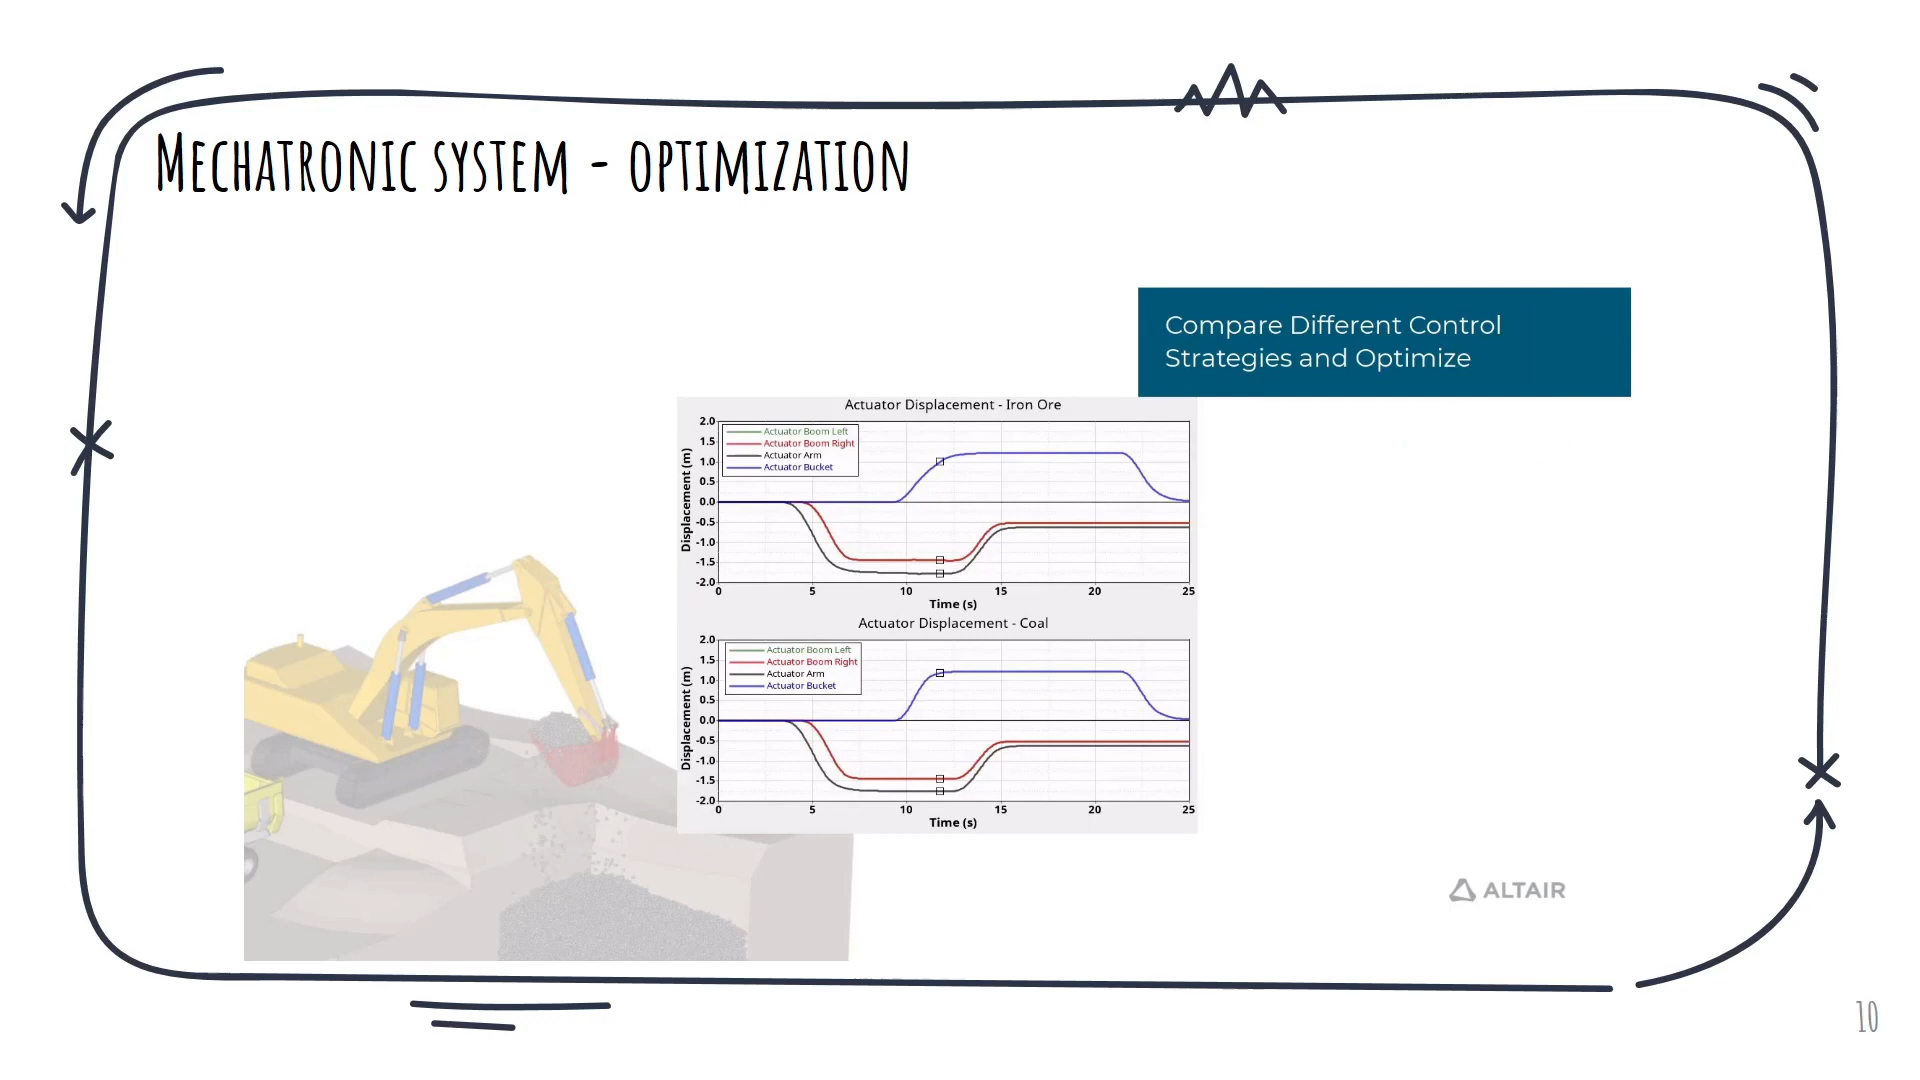 Mechatronic system - optimization
Compare Different Control
Strategies and Optimize
Actuator Displacement - Iron Ore
Actuator Boom Left
Actuator Boom Right
Actuator Arm
Actuator Bucket
Displacement (m)
2.0
1.5
1.0
0.5
0.0
-0.5
-1.0
-1.5
-2.0
0 5 10 15 20 25
Time (s)
Actuator Displacement - Coal
Actuator Boom Left
Actuator Boom Right
Actuator Arm
Actuator Bucket
Displacement (m)
2.0
1.5
1.0
0.5
0.0
-0.5
-1.0
-1.5
-2.0
0 5 10 15 20 25
Time (s)
ALTAIR
10